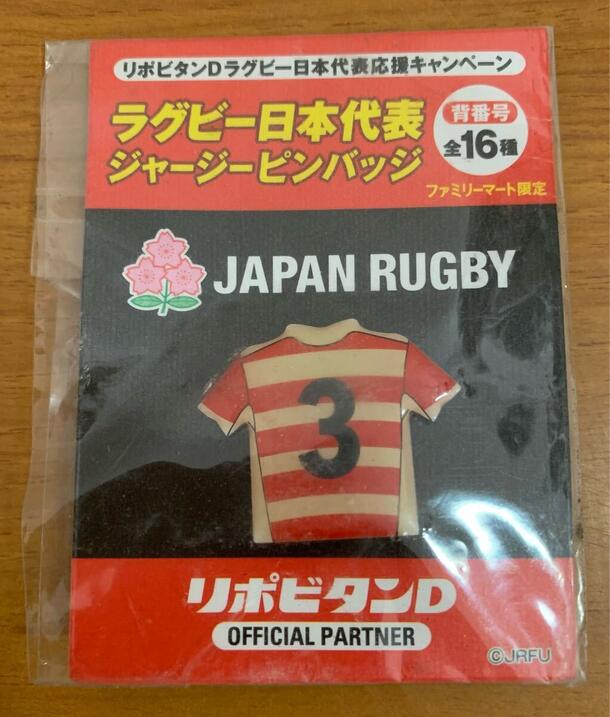 リポビタンDラグビー日本代表応援キャンペーン
ラグビー日本代表
ジャージーピンバッジ
背番号
全16種
ファミリーマート限定
JAPAN RUGBY
3
リポビタンD
OFFICIAL PARTNER
©JRFU